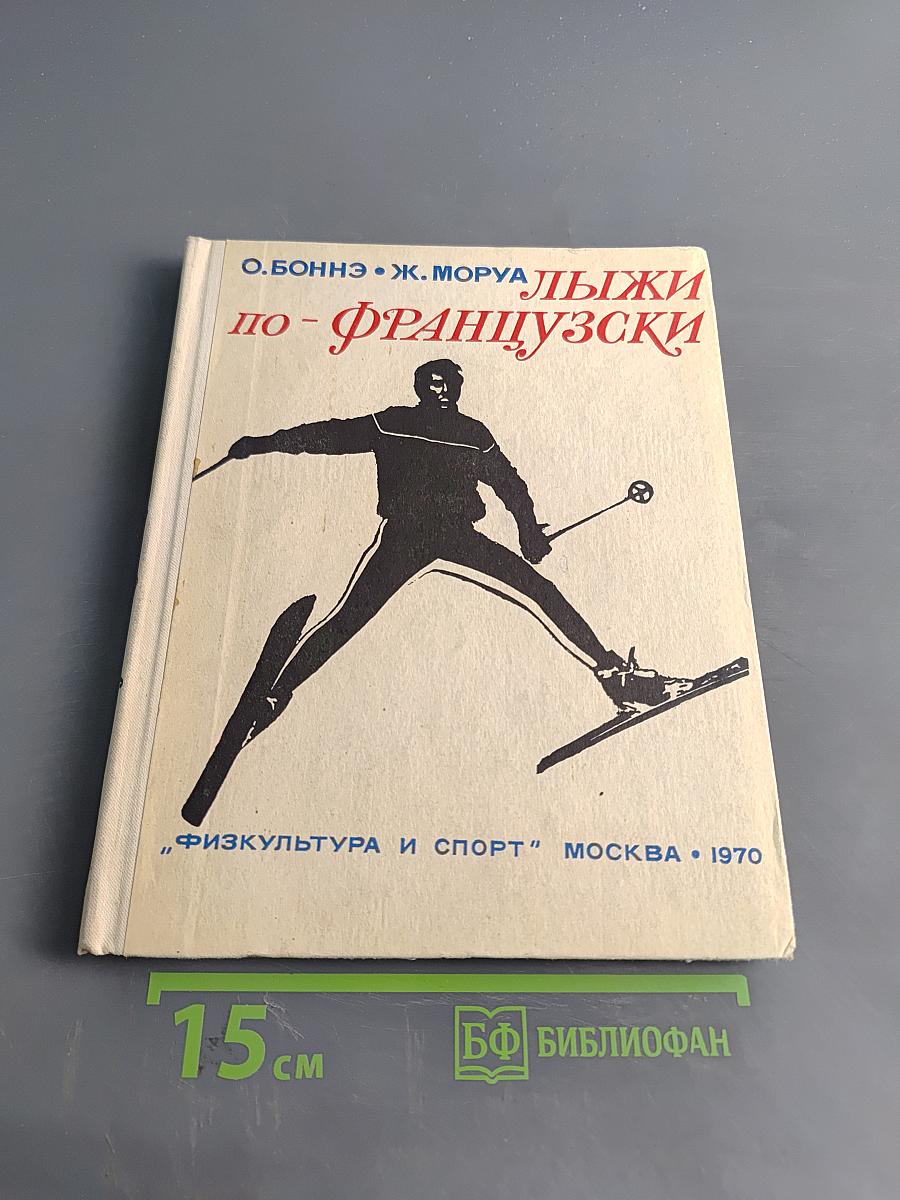 О. БОННЭ • Ж. МОРУА
ЛЫЖИ
ПО-ФРАНЦУЗСКИ
„ФИЗКУЛЬТУРА И СПОРТ" МОСКВА • 1970
15 см
БФ БИБЛИОФАН